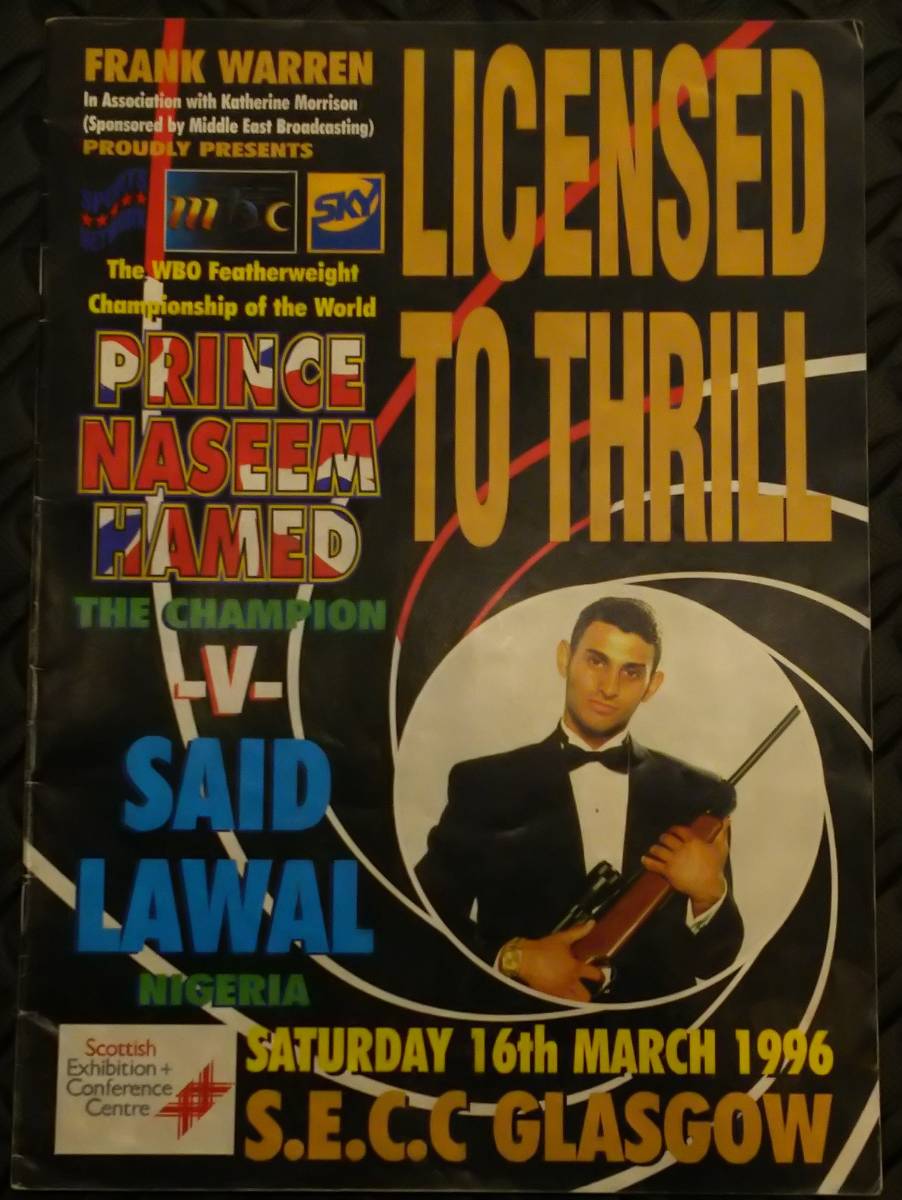 FRANK WARREN
In Association with Katherine Morrison
(Sponsored by Middle East Broadcasting)
PROUDLY PRESENTS
SPORTS
NETWORK
mbc
SKY
The WBO Featherweight
Championship of the World
PRINCE
NASEEM
HAMED
THE CHAMPION
-V-
SAID
LAWAL
NIGERIA
LICENSED
TO THRILL
Scottish
Exhibition +
Conference
Centre
SATURDAY 16th MARCH 1996
S.E.C.C GLASGOW